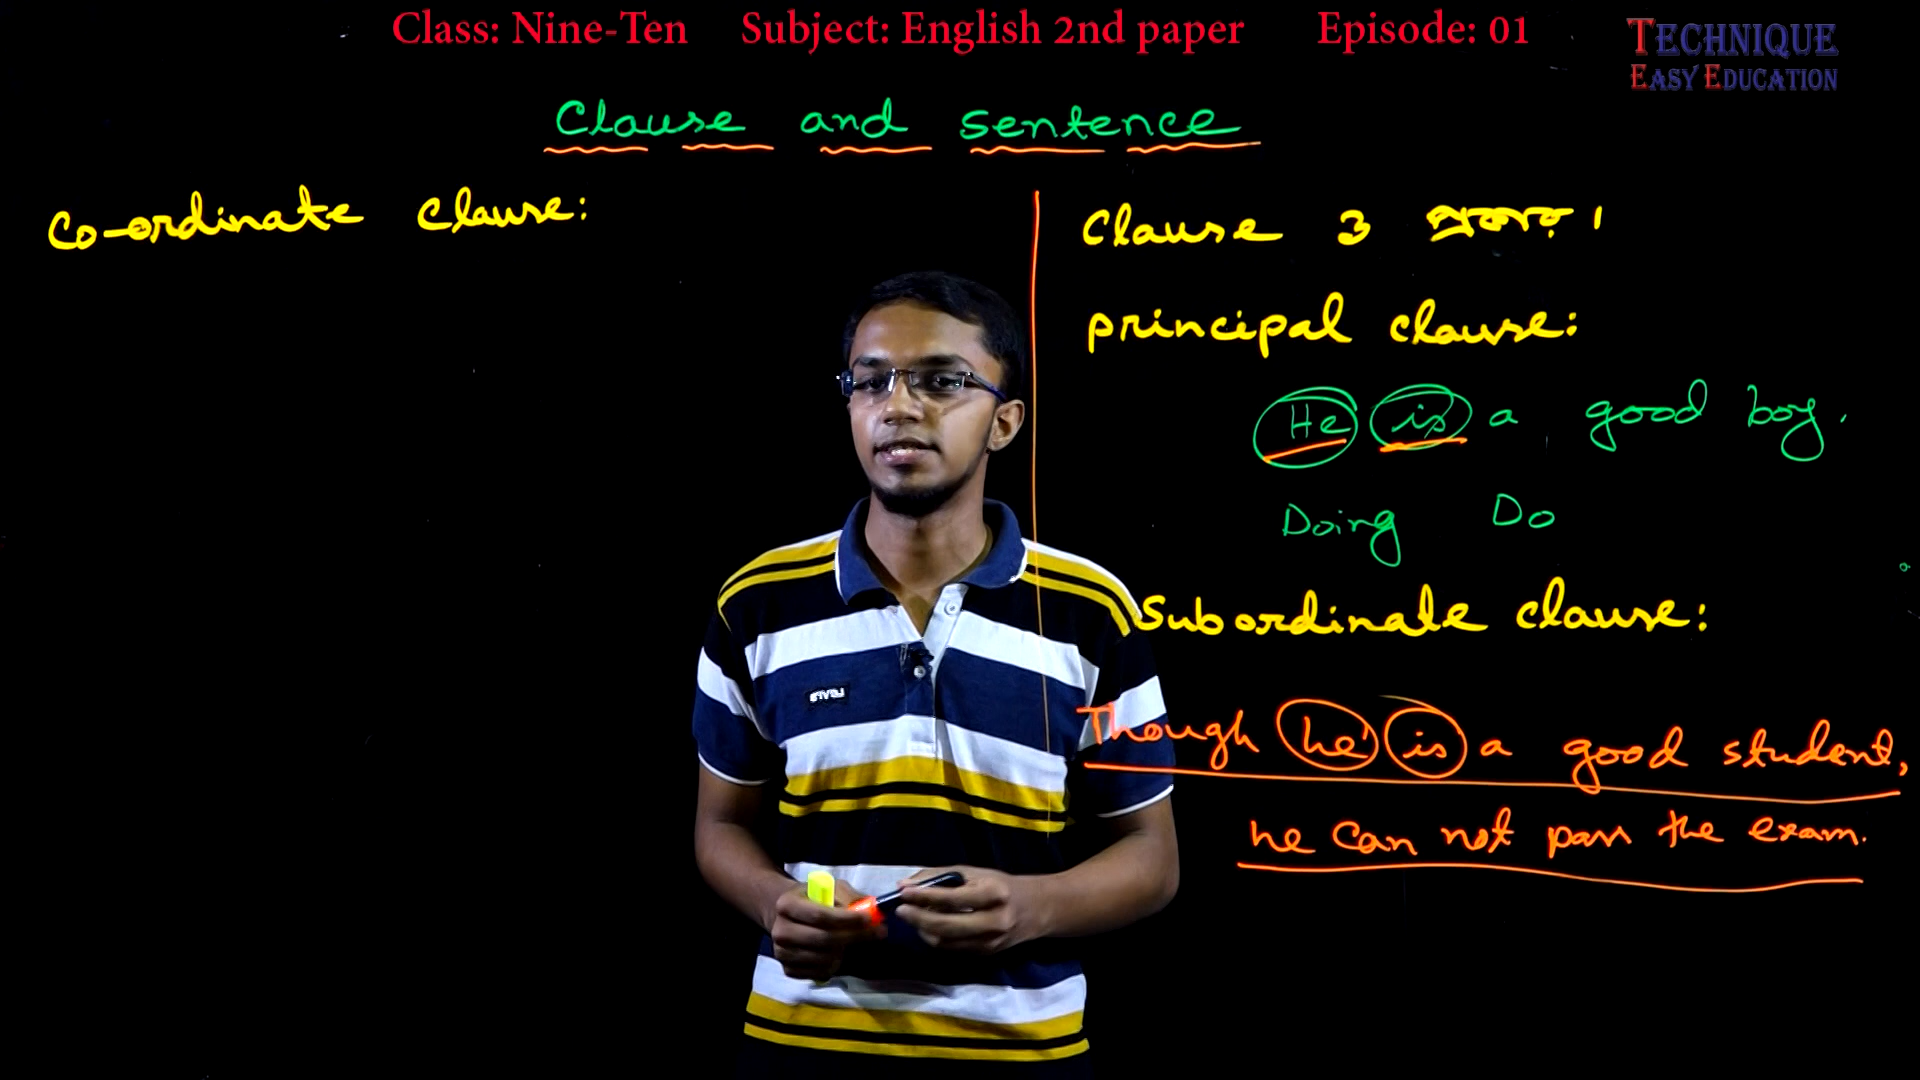 Class: Nine-Ten Subject: English 2nd paper Episode: 01
TECHNIQUE
EASY EDUCATION
Clause and sentence
Co-ordinate clause:
Clause 3 প্রকার।
principal clause:
He is a good boy.
Doing Do
Subordinate clause:
Though he is a good student,
he can not pass the exam.